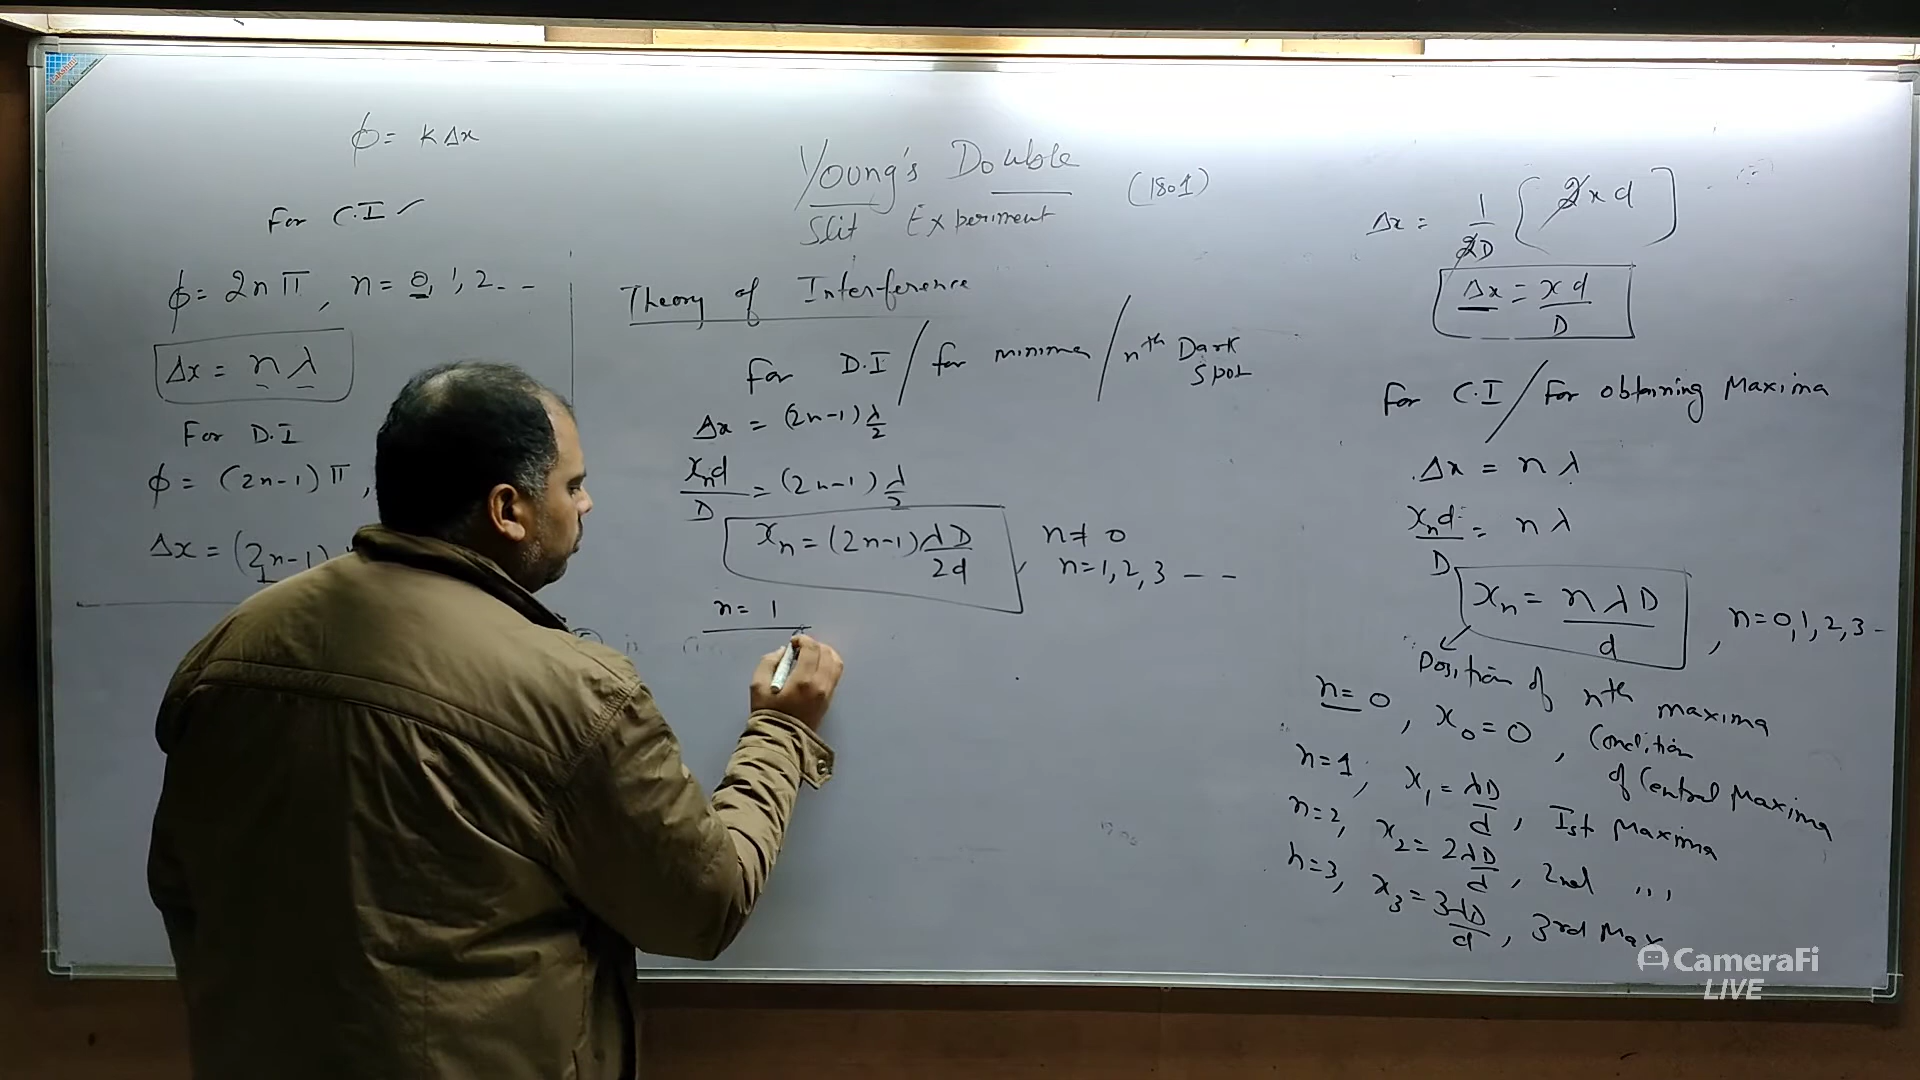 ϕ = K Δx
For C.I ✓
ϕ = 2nπ, n = 0, 1, 2 - -
Δx = nλ
For D.I
ϕ = (2n-1)π,
Δx = (2n-1)
Young's Double
Slit Experiment (1801)
Theory of Interference
For D.I / for minima / nth Dark Spot
Δx = (2n-1) λ/2
xₙd/D = (2n-1) λ/2
xₙ = (2n-1) λD/2d
n ≠ 0
n = 1, 2, 3 - -
n = 1
Δx = 1/2D [2xd]
Δx = xd/D
For C.I / For obtaining Maxima
Δx = nλ
xₙd/D = nλ
xₙ = nλD/d , n = 0, 1, 2, 3 -
Position of nth maxima
n = 0, x₀ = 0, Condition of Central Maxima
n = 1, x₁ = λD/d, Ist Maxima
n = 2, x₂ = 2λD/d, 2nd ,,,
n = 3, x₃ = 3λD/d, 3rd Max
CameraFi
LIVE